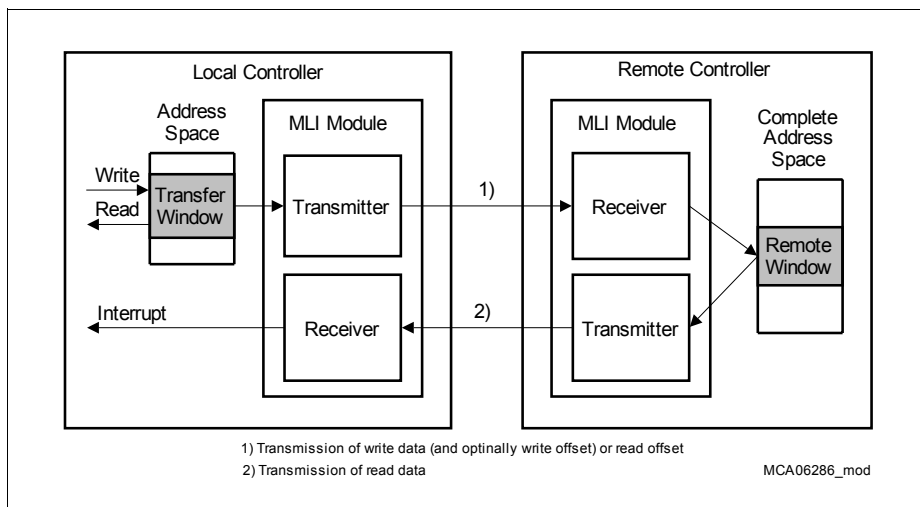 Local Controller
Remote Controller
Address
Space
MLI Module
MLI Module
Complete
Address
Space
Write
Read
Transfer
Window
Transmitter
1)
Receiver
Remote
Window
Interrupt
Receiver
2)
Transmitter
1) Transmission of write data (and optinally write offset) or read offset
2) Transmission of read data
MCA06286_mod